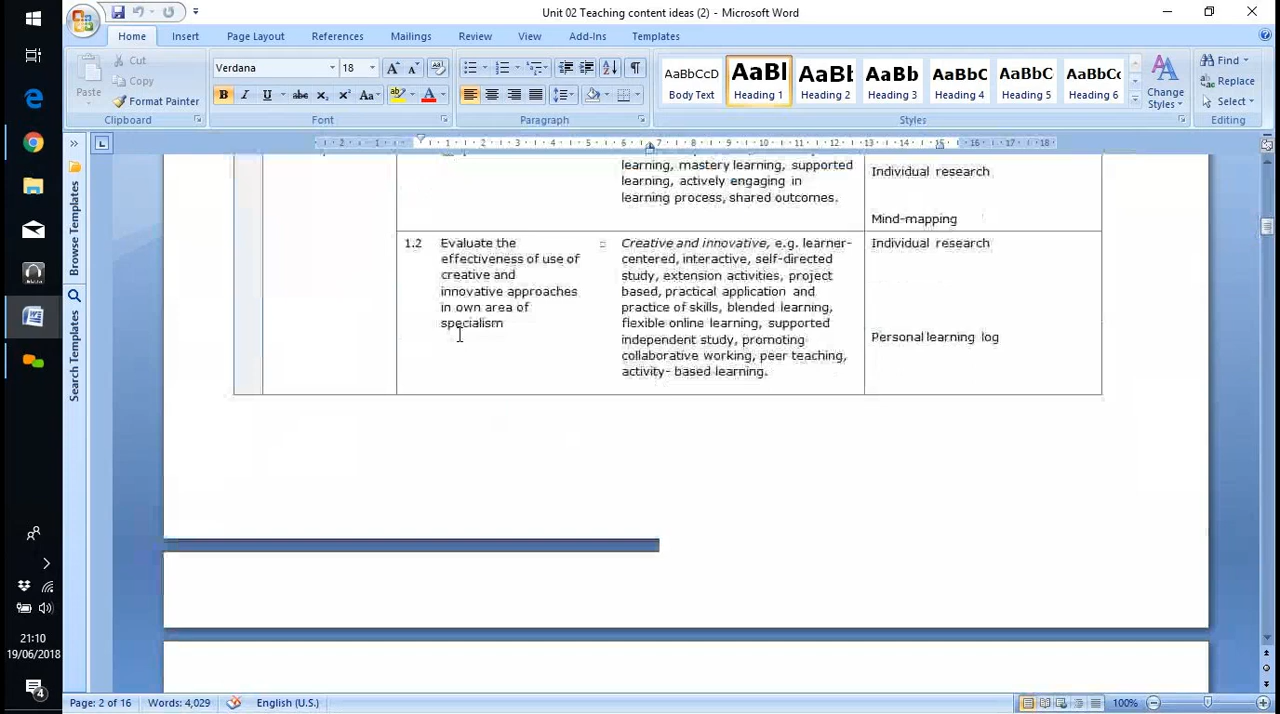 Unit 02 Teaching content ideas (2) - Microsoft Word
Home Insert Page Layout References Mailings Review View Add-Ins Templates
Paste
Cut
Copy
Format Painter
Clipboard
Verdana 18
Font
Paragraph
AaBbCcD AaBl AaBb AaBb AaBbC AaBbC AaBbC
Body Text Heading 1 Heading 2 Heading 3 Heading 4 Heading 5 Heading 6
Change Styles
Styles
Find
Replace
Select
Editing
Browse Templates
Search Templates
learning, mastery learning, supported
learning, actively engaging in
learning process, shared outcomes.
Individual research
Mind-mapping
1.2
Evaluate the
effectiveness of use of
creative and
innovative approaches
in own area of
specialism
Creative and innovative, e.g. learner-
centered, interactive, self-directed
study, extension activities, project
based, practical application and
practice of skills, blended learning,
flexible online learning, supported
independent study, promoting
collaborative working, peer teaching,
activity- based learning.
Individual research
Personal learning log
21:10
19/06/2018
4
Page: 2 of 16 Words: 4,029 English (U.S.) 100%